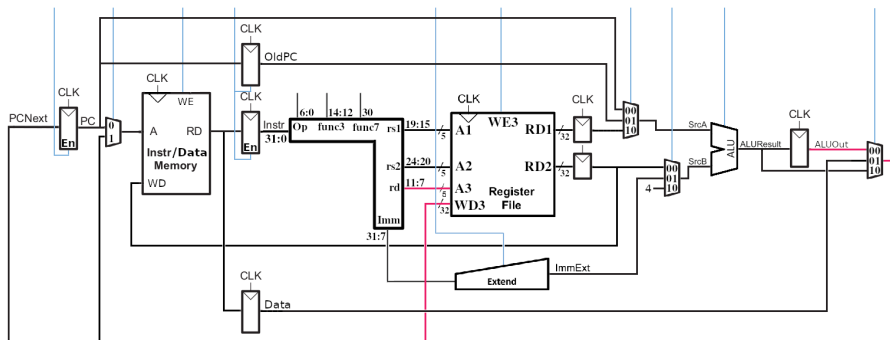 CLK
OldPC
CLK
PCNext
PC
En
0
1
CLK
WE
A
RD
Instr/Data
Memory
WD
CLK
En
Instr
31:0
6:0
14:12
30
Op
func3
func7
rs1
rs2
rd
Imm
31:7
19:15
5
24:20
5
11:7
5
32
CLK
WE3
A1
RD1
A2
RD2
A3
WD3
Register
File
32
32
CLK
00
01
10
SrcA
00
01
10
4
SrcB
ALU
ALUResult
CLK
ALUOut
00
01
10
Extend
ImmExt
CLK
Data